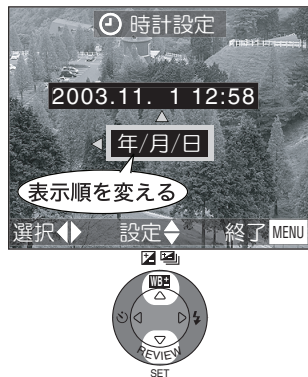 時計設定
2003.11. 1 12:58
年/月/日
表示順を変える
選択 設定 終了 MENU
WB±
REVIEW
SET